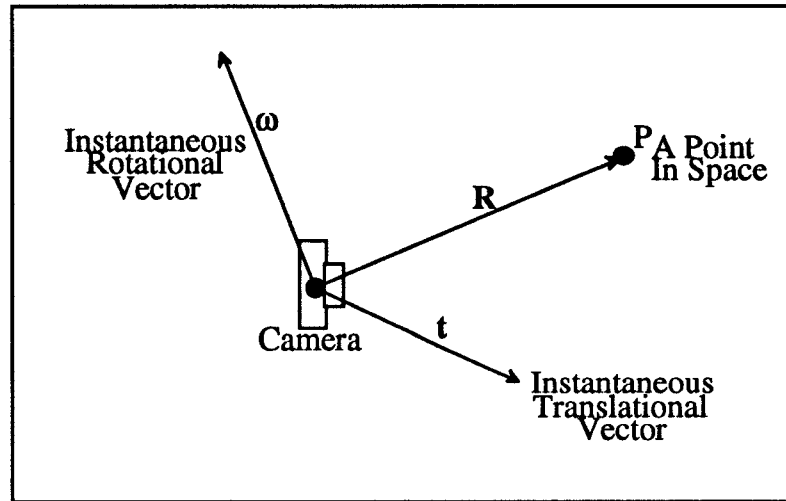 ω
Instantaneous
Rotational
Vector
P
A Point
In Space
R
Camera
t
Instantaneous
Translational
Vector